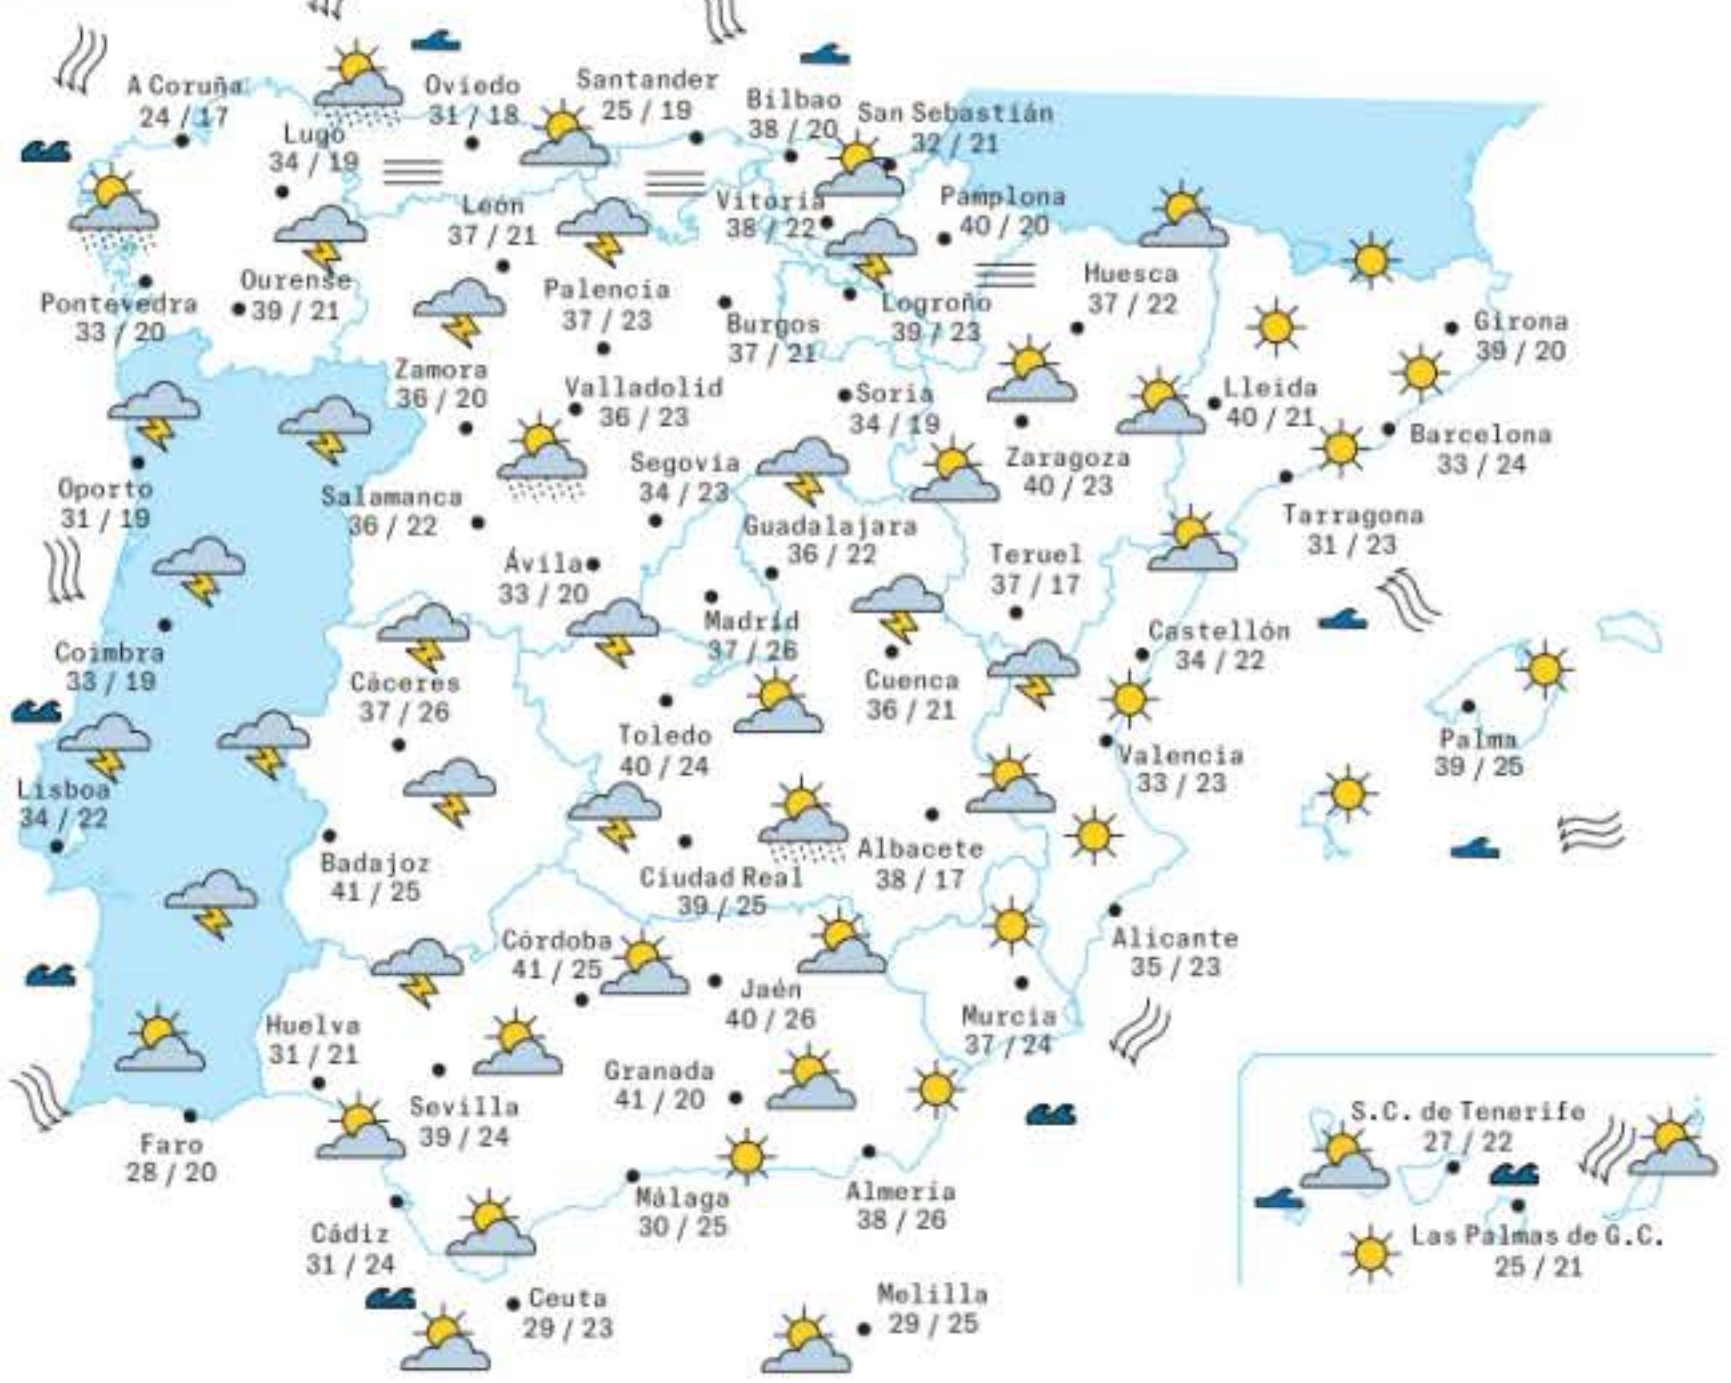 A Coruña
24 / 17
Oviedo
31 / 18
Santander
25 / 19
Bilbao
38 / 20
San Sebastián
32 / 21
Lugo
34 / 19
León
37 / 21
Vitoria
38 / 22
Pamplona
40 / 20
Pontevedra
33 / 20
Ourense
39 / 21
Palencia
37 / 23
Burgos
37 / 21
Logroño
39 / 23
Huesca
37 / 22
Girona
39 / 20
Zamora
36 / 20
Valladolid
36 / 23
Soria
34 / 19
Lleida
40 / 21
Barcelona
33 / 24
Oporto
31 / 19
Salamanca
36 / 22
Segovia
34 / 23
Zaragoza
40 / 23
Tarragona
31 / 23
Guadalajara
36 / 22
Ávila
33 / 20
Teruel
37 / 17
Madrid
37 / 26
Castellón
34 / 22
Coimbra
33 / 19
Cáceres
37 / 26
Cuenca
36 / 21
Toledo
40 / 24
Valencia
33 / 23
Palma
39 / 25
Lisboa
34 / 22
Badajoz
41 / 25
Ciudad Real
39 / 25
Albacete
38 / 17
Córdoba
41 / 25
Jaén
40 / 26
Alicante
35 / 23
Murcia
37 / 24
Huelva
31 / 21
Sevilla
39 / 24
Granada
41 / 20
Faro
28 / 20
Málaga
30 / 25
Almería
38 / 26
Cádiz
31 / 24
Ceuta
29 / 23
Melilla
29 / 25
S.C. de Tenerife
27 / 22
Las Palmas de G.C.
25 / 21